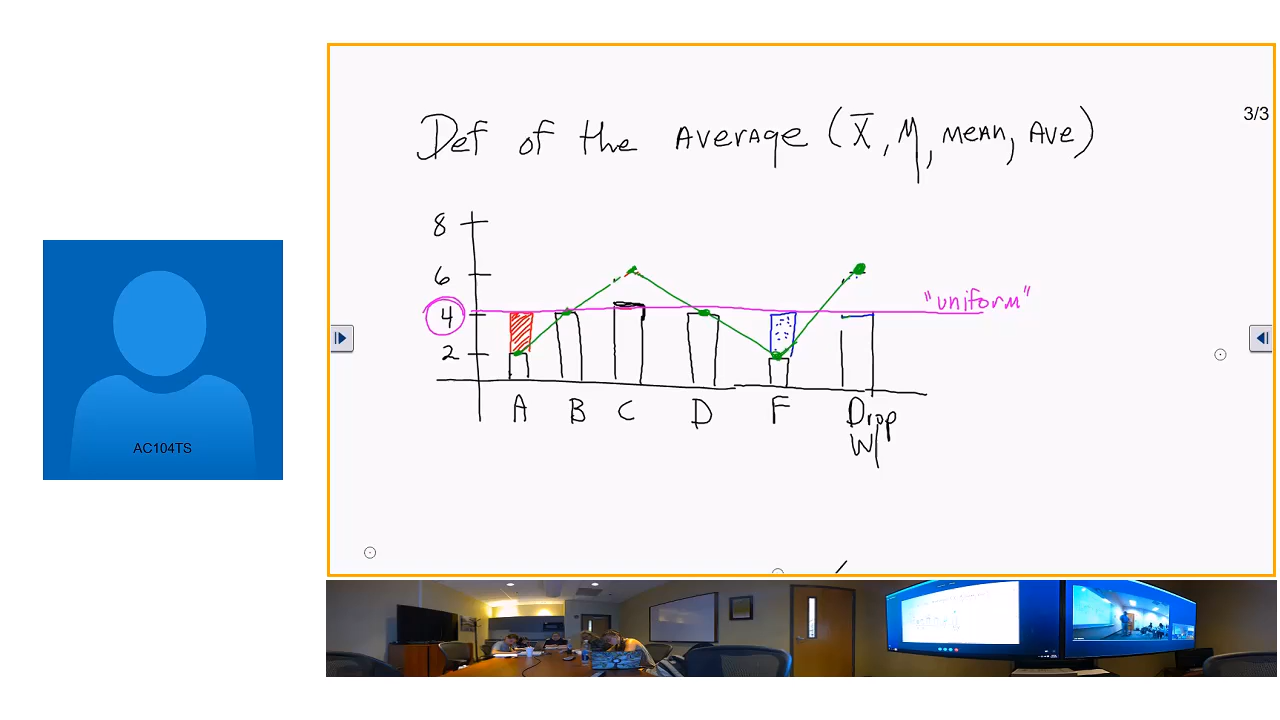 3/3
Def of the Average (X̄, M, mean, Ave)
8
6
4
2
"uniform"
A B C D F Drop
W
AC104TS